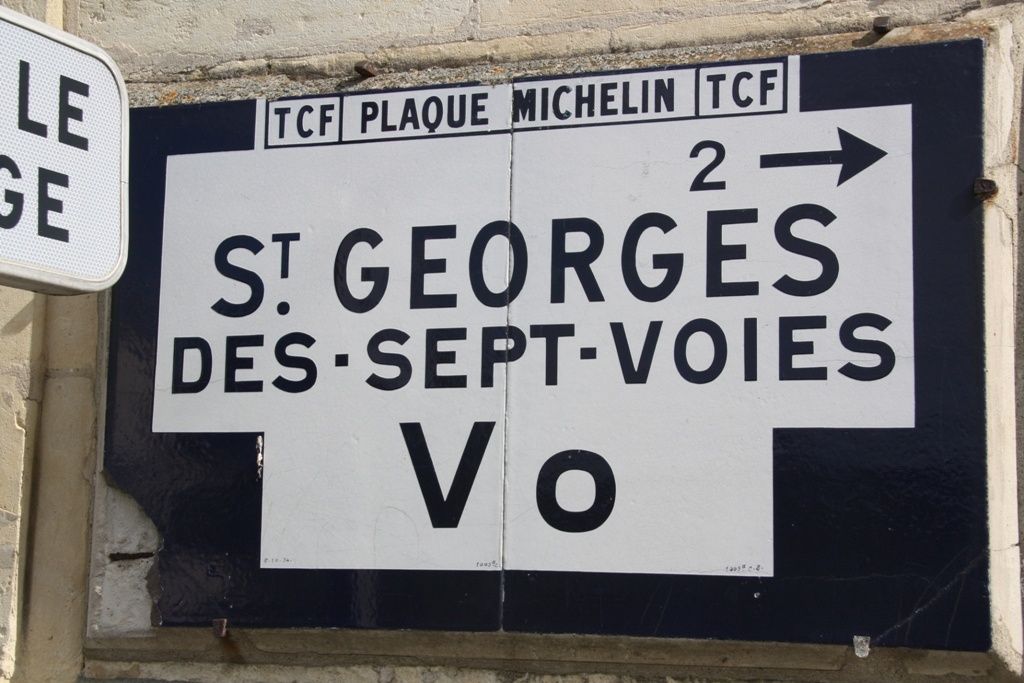 LE
GE
TCF PLAQUE MICHELIN TCF
2 →
ST. GEORGES
DES-SEPT-VOIES
Vo